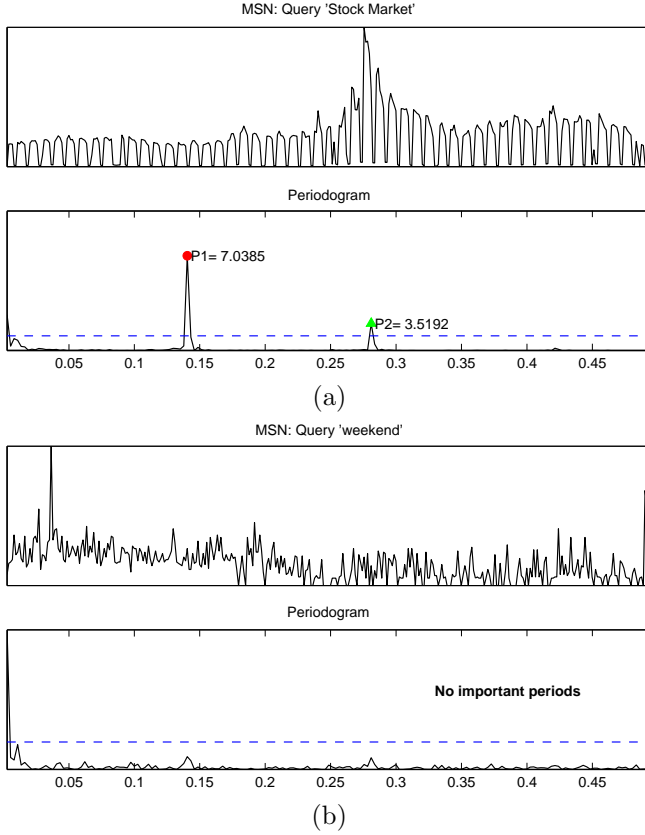 MSN: Query 'Stock Market'
Periodogram
P1= 7.0385
P2= 3.5192
0.05 0.1 0.15 0.2 0.25 0.3 0.35 0.4 0.45
(a)
MSN: Query 'weekend'
Periodogram
No important periods
0.05 0.1 0.15 0.2 0.25 0.3 0.35 0.4 0.45
(b)